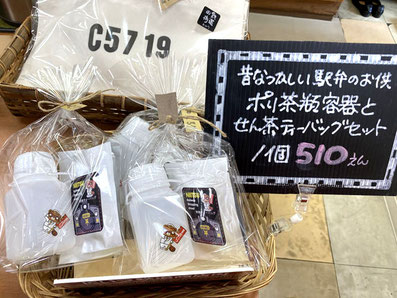 C5719
昔なつかしい駅弁のお供
ポリ茶瓶容器と
せん茶ティーバッグセット
1個 510えん